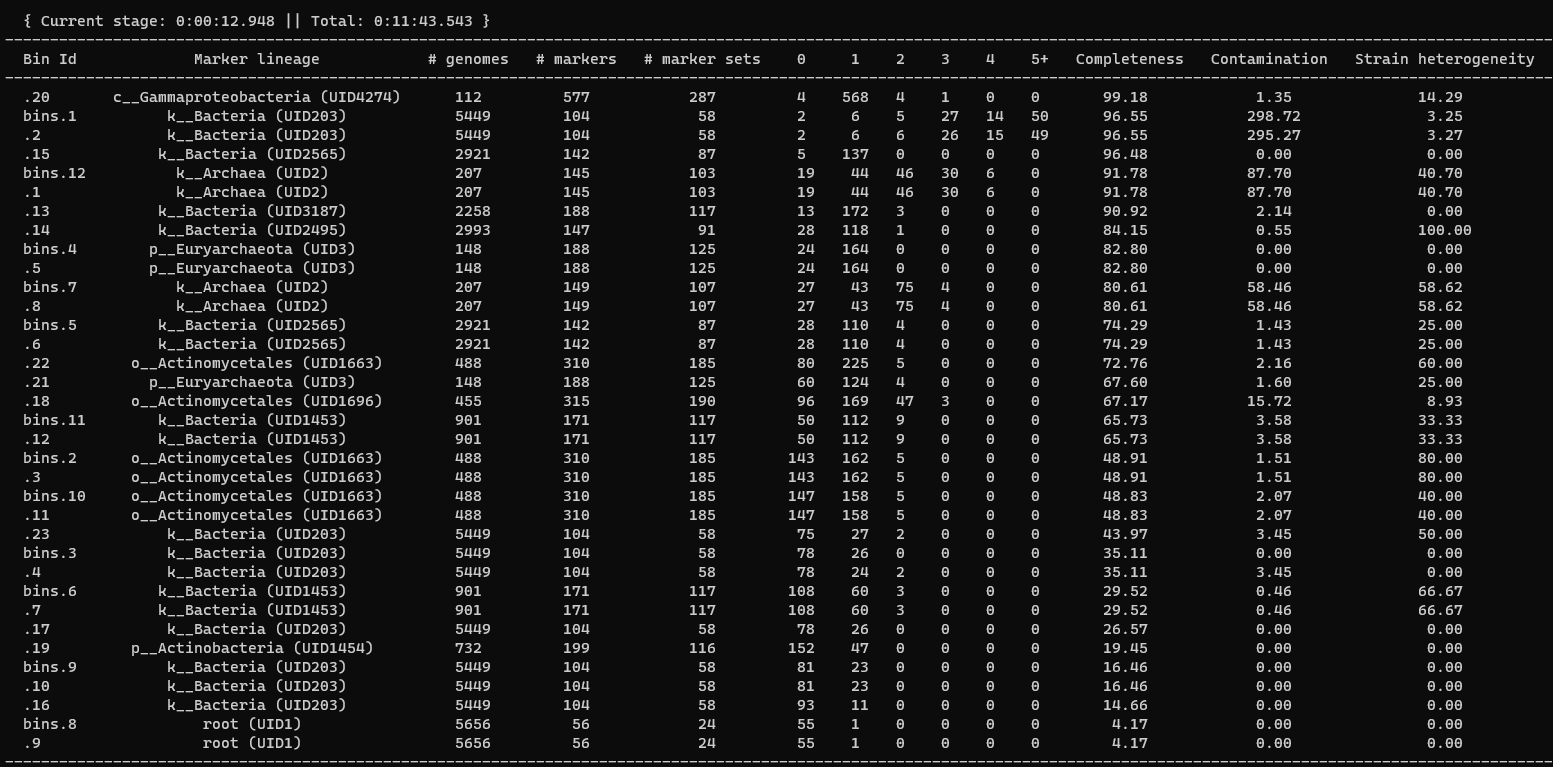 { Current stage: 0:00:12.948 || Total: 0:11:43.543 }
Bin Id Marker lineage # genomes # markers # marker sets 0 1 2 3 4 5+ Completeness Contamination Strain heterogeneity
.20 c__Gammaproteobacteria (UID4274) 112 577 287 4 568 4 1 0 0 99.18 1.35 14.29
bins.1 k__Bacteria (UID203) 5449 104 58 2 6 5 27 14 50 96.55 298.72 3.25
.2 k__Bacteria (UID203) 5449 104 58 2 6 6 26 15 49 96.55 295.27 3.27
.15 k__Bacteria (UID2565) 2921 142 87 5 137 0 0 0 0 96.48 0.00 0.00
bins.12 k__Archaea (UID2) 207 145 103 19 44 46 30 6 0 91.78 87.70 40.70
.1 k__Archaea (UID2) 207 145 103 19 44 46 30 6 0 91.78 87.70 40.70
.13 k__Bacteria (UID3187) 2258 188 117 13 172 3 0 0 0 90.92 2.14 0.00
.14 k__Bacteria (UID2495) 2993 147 91 28 118 1 0 0 0 84.15 0.55 100.00
bins.4 p__Euryarchaeota (UID3) 148 188 125 24 164 0 0 0 0 82.80 0.00 0.00
.5 p__Euryarchaeota (UID3) 148 188 125 24 164 0 0 0 0 82.80 0.00 0.00
bins.7 k__Archaea (UID2) 207 149 107 27 43 75 4 0 0 80.61 58.46 58.62
.8 k__Archaea (UID2) 207 149 107 27 43 75 4 0 0 80.61 58.46 58.62
bins.5 k__Bacteria (UID2565) 2921 142 87 28 110 4 0 0 0 74.29 1.43 25.00
.6 k__Bacteria (UID2565) 2921 142 87 28 110 4 0 0 0 74.29 1.43 25.00
.22 o__Actinomycetales (UID1663) 488 310 185 80 225 5 0 0 0 72.76 2.16 60.00
.21 p__Euryarchaeota (UID3) 148 188 125 60 124 4 0 0 0 67.60 1.60 25.00
.18 o__Actinomycetales (UID1696) 455 315 190 96 169 47 3 0 0 67.17 15.72 8.93
bins.11 k__Bacteria (UID1453) 901 171 117 50 112 9 0 0 0 65.73 3.58 33.33
.12 k__Bacteria (UID1453) 901 171 117 50 112 9 0 0 0 65.73 3.58 33.33
bins.2 o__Actinomycetales (UID1663) 488 310 185 143 162 5 0 0 0 48.91 1.51 80.00
.3 o__Actinomycetales (UID1663) 488 310 185 143 162 5 0 0 0 48.91 1.51 80.00
bins.10 o__Actinomycetales (UID1663) 488 310 185 147 158 5 0 0 0 48.83 2.07 40.00
.11 o__Actinomycetales (UID1663) 488 310 185 147 158 5 0 0 0 48.83 2.07 40.00
.23 k__Bacteria (UID203) 5449 104 58 75 27 2 0 0 0 43.97 3.45 50.00
bins.3 k__Bacteria (UID203) 5449 104 58 78 26 0 0 0 0 35.11 0.00 0.00
.4 k__Bacteria (UID203) 5449 104 58 78 24 2 0 0 0 35.11 3.45 0.00
bins.6 k__Bacteria (UID1453) 901 171 117 108 60 3 0 0 0 29.52 0.46 66.67
.7 k__Bacteria (UID1453) 901 171 117 108 60 3 0 0 0 29.52 0.46 66.67
.17 k__Bacteria (UID203) 5449 104 58 78 26 0 0 0 0 26.57 0.00 0.00
.19 p__Actinobacteria (UID1454) 732 199 116 152 47 0 0 0 0 19.45 0.00 0.00
bins.9 k__Bacteria (UID203) 5449 104 58 81 23 0 0 0 0 16.46 0.00 0.00
.10 k__Bacteria (UID203) 5449 104 58 81 23 0 0 0 0 16.46 0.00 0.00
.16 k__Bacteria (UID203) 5449 104 58 93 11 0 0 0 0 14.66 0.00 0.00
bins.8 root (UID1) 5656 56 24 55 1 0 0 0 0 4.17 0.00 0.00
.9 root (UID1) 5656 56 24 55 1 0 0 0 0 4.17 0.00 0.00